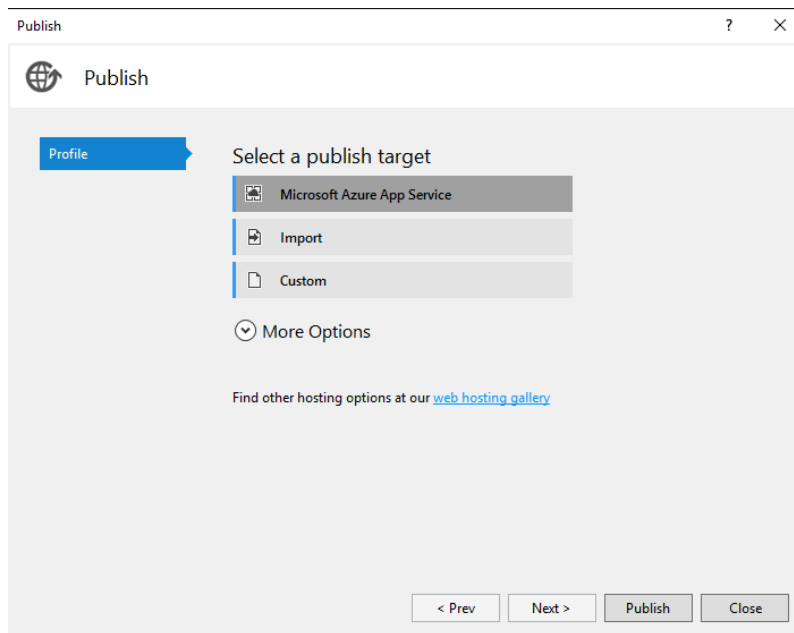 Publish
?
Publish
Profile
Select a publish target
Microsoft Azure App Service
Import
Custom
More Options
Find other hosting options at our web hosting gallery
< Prev Next > Publish Close